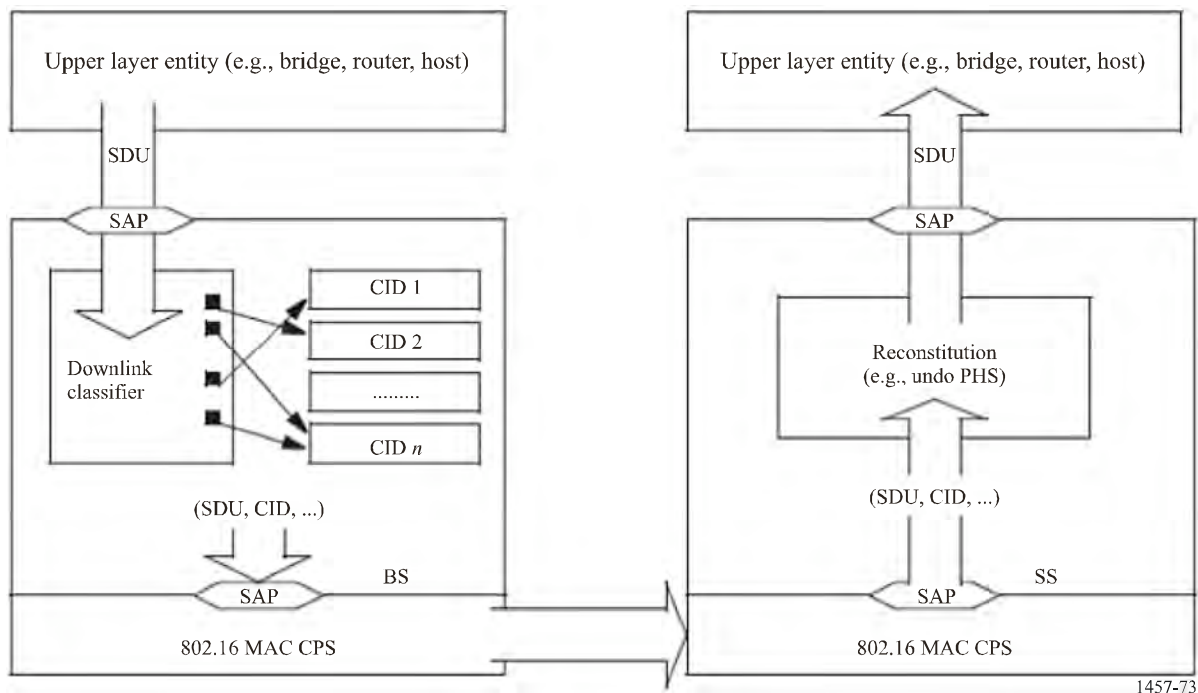 Upper layer entity (e.g., bridge, router, host)
SDU
SAP
Downlink
classifier
CID 1
CID 2
.........
CID n
(SDU, CID, ...)
BS
SAP
802.16 MAC CPS
Upper layer entity (e.g., bridge, router, host)
SDU
SAP
Reconstitution
(e.g., undo PHS)
(SDU, CID, ...)
SS
SAP
802.16 MAC CPS
1457-73